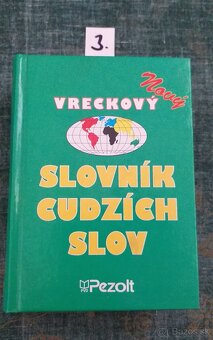 3.
Nový
VRECKOVÝ
SLOVNÍK
CUDZÍCH
SLOV
Pezolt